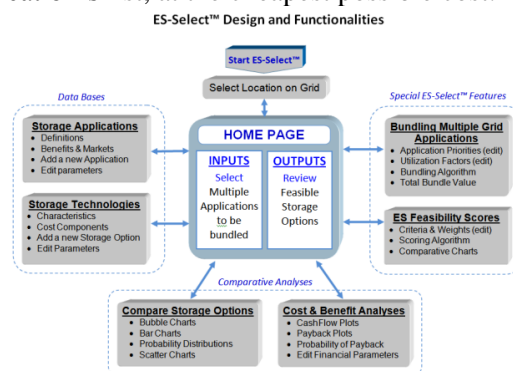 ES-Select™ Design and Functionalities
Start ES-Select™
Select Location on Grid
Data Bases
Special ES-Select™ Features
Storage Applications
• Definitions
• Benefits & Markets
• Add a new Application
• Edit parameters
Storage Technologies
• Characteristics
• Cost Components
• Add a new Storage Option
• Edit Parameters
HOME PAGE
INPUTS
Select
Multiple
Applications
to be
bundled
OUTPUTS
Review
Feasible
Storage
Options
Bundling Multiple Grid
Applications
• Application Priorities (edit)
• Utilization Factors (edit)
• Bundling Algorithm
• Total Bundle Value
ES Feasibility Scores
• Criteria & Weights (edit)
• Scoring Algorithm
• Comparative Charts
Comparative Analyses
Compare Storage Options
• Bubble Charts
• Bar Charts
• Probability Distributions
• Scatter Charts
Cost & Benefit Analyses
• CashFlow Plots
• Payback Plots
• Probability of Payback
• Edit Financial Parameters